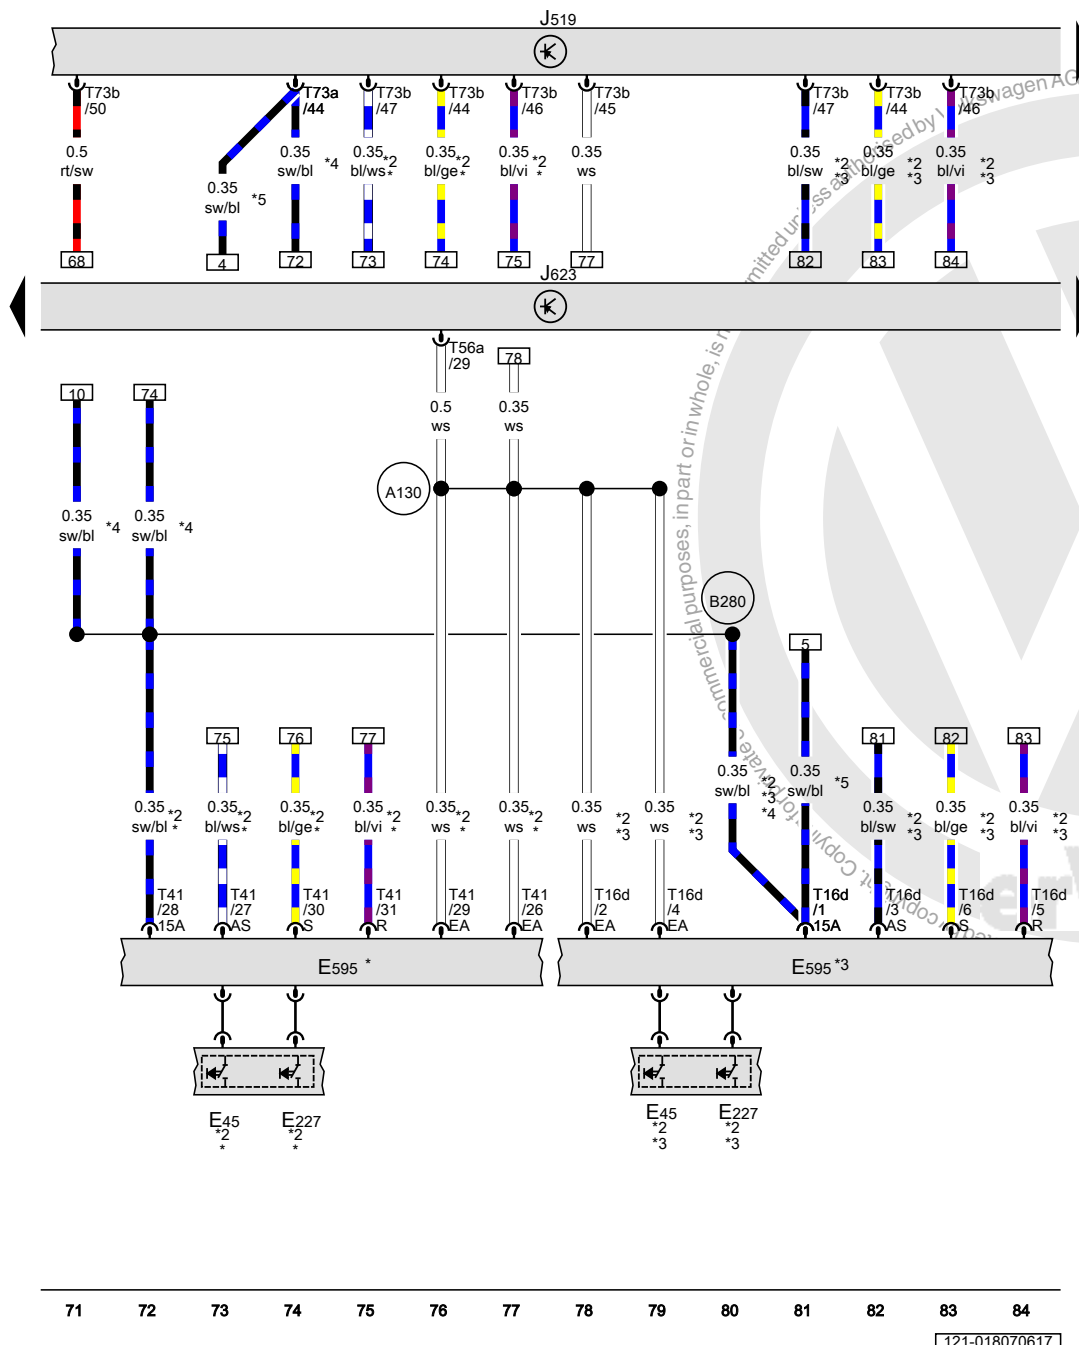 J519
T73b /50
T73a /44
T73b /47
T73b /44
T73b /46
T73b /45
T73b /47
T73b /44
T73b /46
0.5 rt/sw
0.35 sw/bl *5
0.35 sw/bl *4
0.35 bl/ws *2 *
0.35 bl/ge *2 *
0.35 bl/vi *2 *
0.35 ws
0.35 bl/sw *2 *3
0.35 bl/ge *2 *3
0.35 bl/vi *2 *3
68 4 72 73 74 75 77 82 83 84
J623
T56a /29
78
10 74
0.5 ws
0.35 ws
A130
0.35 sw/bl *4
0.35 sw/bl *4
B280
5
75 76 77 81 82 83
0.35 sw/bl *2 *3 *4
0.35 sw/bl *5
0.35 sw/bl *2 *
0.35 bl/ws *2 *
0.35 bl/ge *2 *
0.35 bl/vi *2 *
0.35 ws *2 *
0.35 ws *2 *
0.35 ws *2 *3
0.35 ws *2 *3
0.35 bl/sw *2 *3
0.35 bl/ge *2 *3
0.35 bl/vi *2 *3
T41 /28 15A
T41 /27 AS
T41 /30 S
T41 /31 R
T41 /29 EA
T41 /26 EA
T16d /2 EA
T16d /4 EA
T16d /1 15A
T16d /3 AS
T16d /6 S
T16d /5 R
E595 *
E595 *3
E45 *2 *
E227 *2 *
E45 *2 *3
E227 *2 *3
71 72 73 74 75 76 77 78 79 80 81 82 83 84
121-018070617